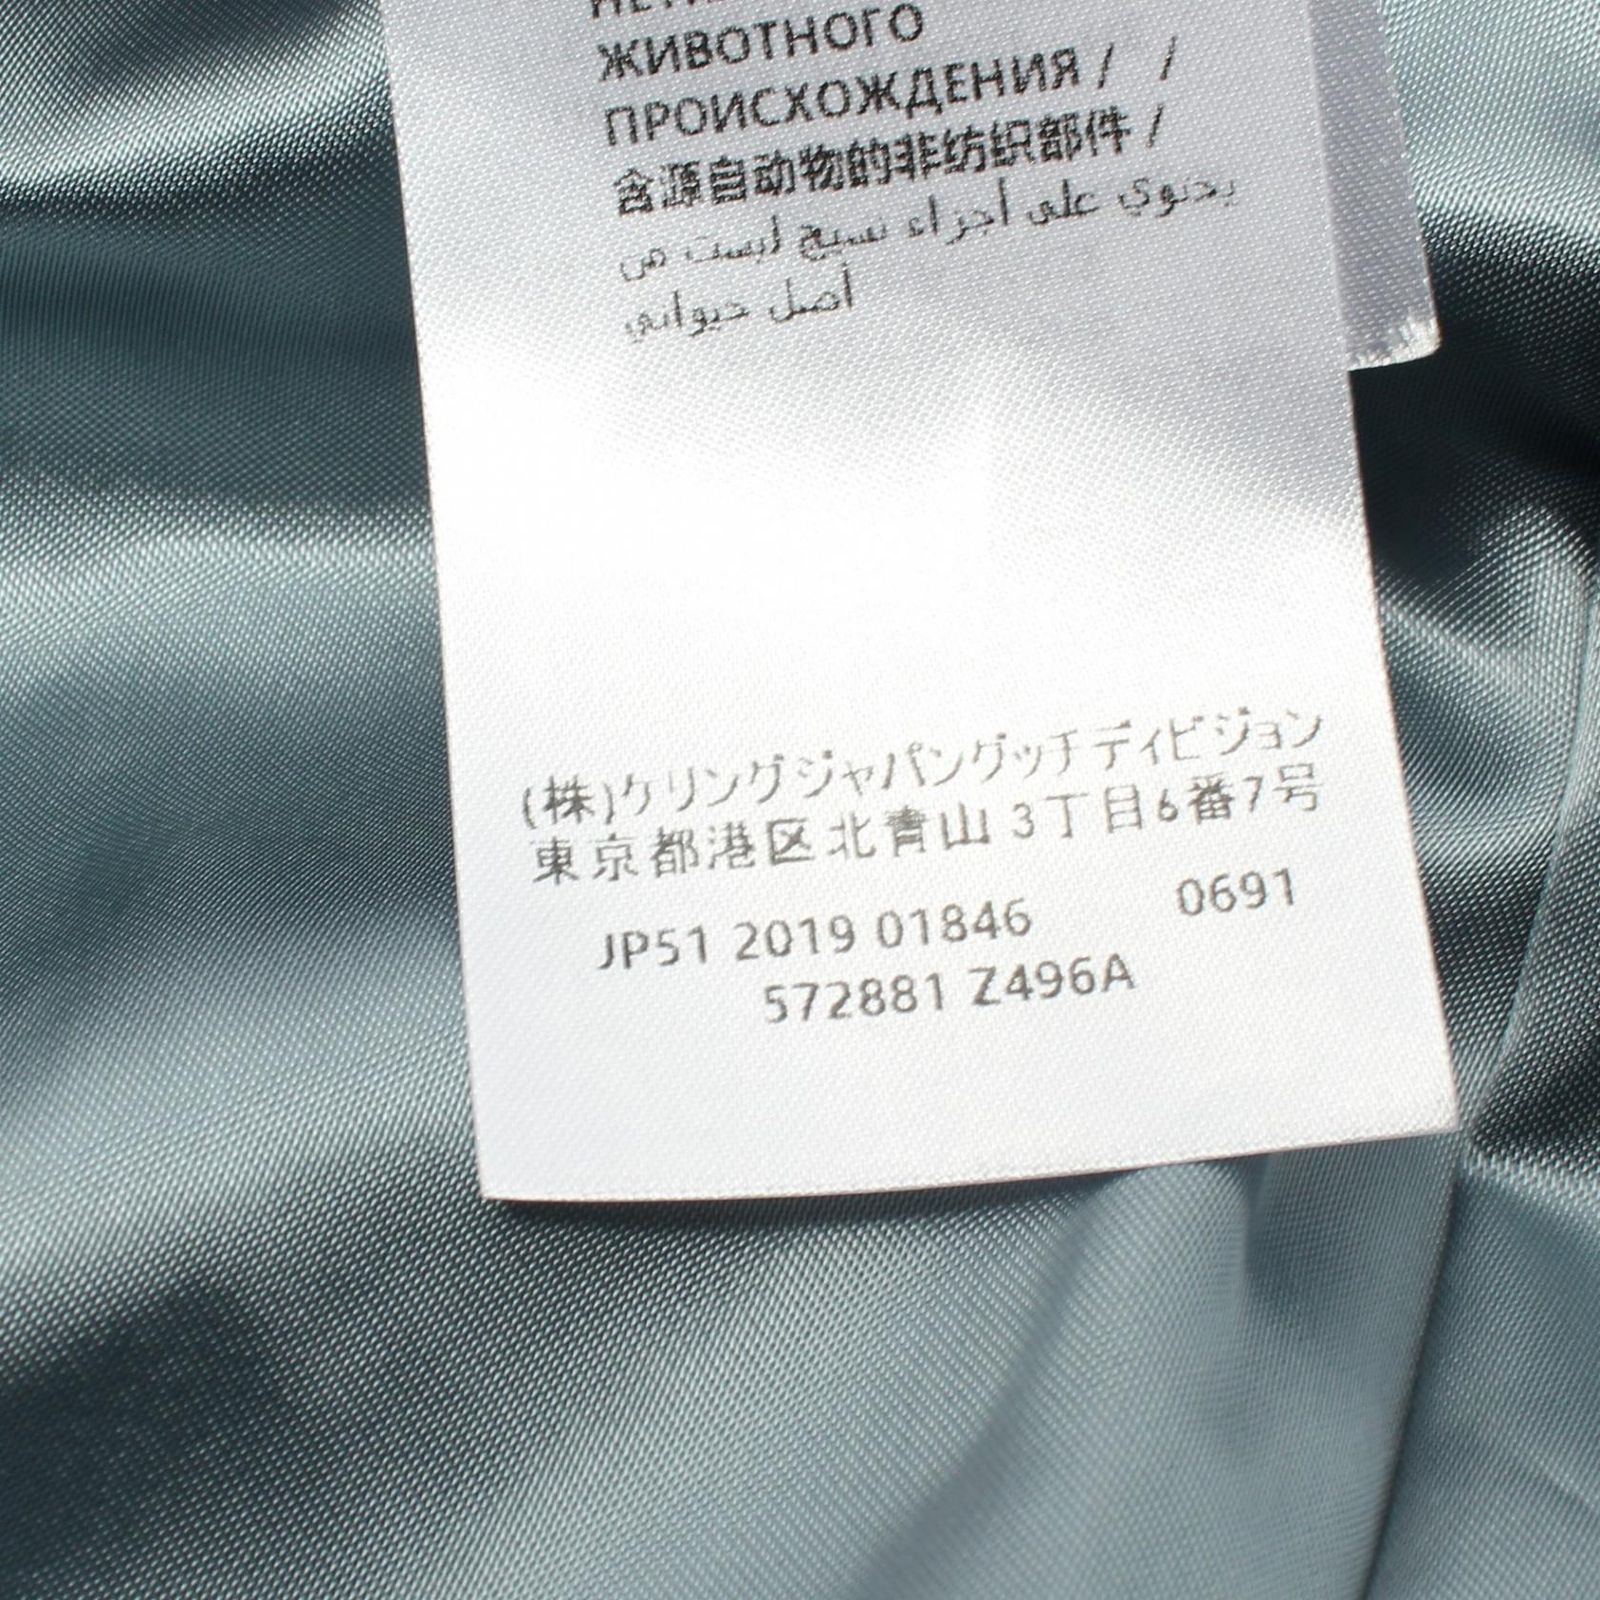 ЖИВОТНОГО
ПРОИСХОЖДЕНИЯ / /
含源自动物的非纺织部件 /
يحتوي على أجزاء نسيج ليست من
أصل حيواني
(株)ケリングジャパングッチディビジョン
東京都港区北青山 3丁目6番7号
JP51 2019 01846 0691
572881 Z496A